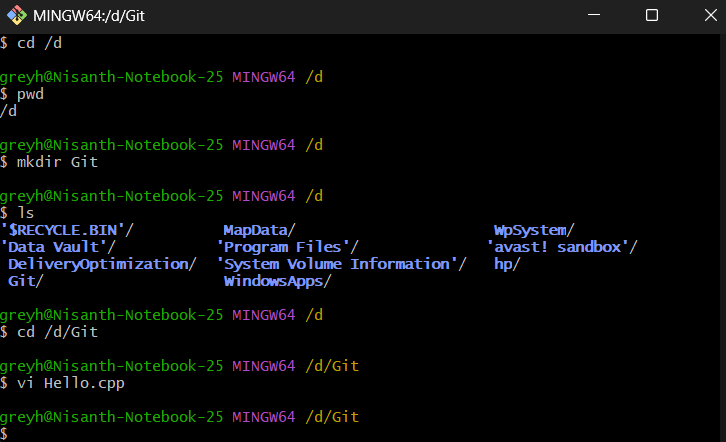 MINGW64:/d/Git
$ cd /d
greyh@Nisanth-Notebook-25 MINGW64 /d
$ pwd
/d
greyh@Nisanth-Notebook-25 MINGW64 /d
$ mkdir Git
greyh@Nisanth-Notebook-25 MINGW64 /d
$ ls
'$RECYCLE.BIN'/ MapData/ WpSystem/
'Data Vault'/ 'Program Files'/ 'avast! sandbox'/
DeliveryOptimization/ 'System Volume Information'/ hp/
Git/ WindowsApps/
greyh@Nisanth-Notebook-25 MINGW64 /d
$ cd /d/Git
greyh@Nisanth-Notebook-25 MINGW64 /d/Git
$ vi Hello.cpp
greyh@Nisanth-Notebook-25 MINGW64 /d/Git
$